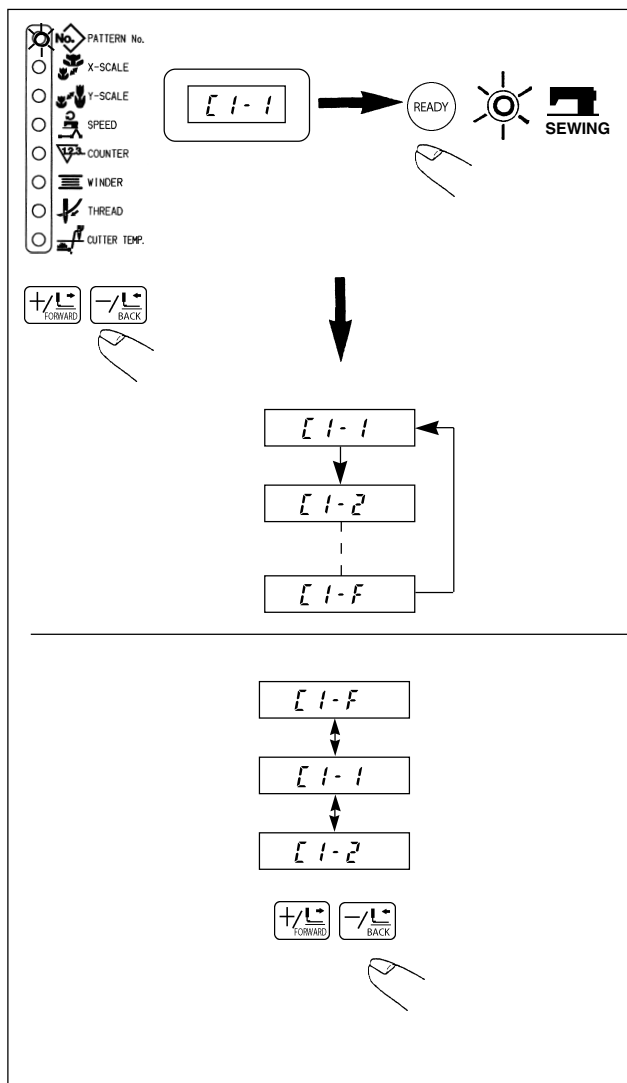 No. PATTERN No.
X-SCALE
Y-SCALE
SPEED
123 COUNTER
WINDER
THREAD
CUTTER TEMP.
C1-1
READY
SEWING
+/ FORWARD
-/ BACK
C1-1
C1-2
C1-F
C1-F
C1-1
C1-2
+/ FORWARD
-/ BACK